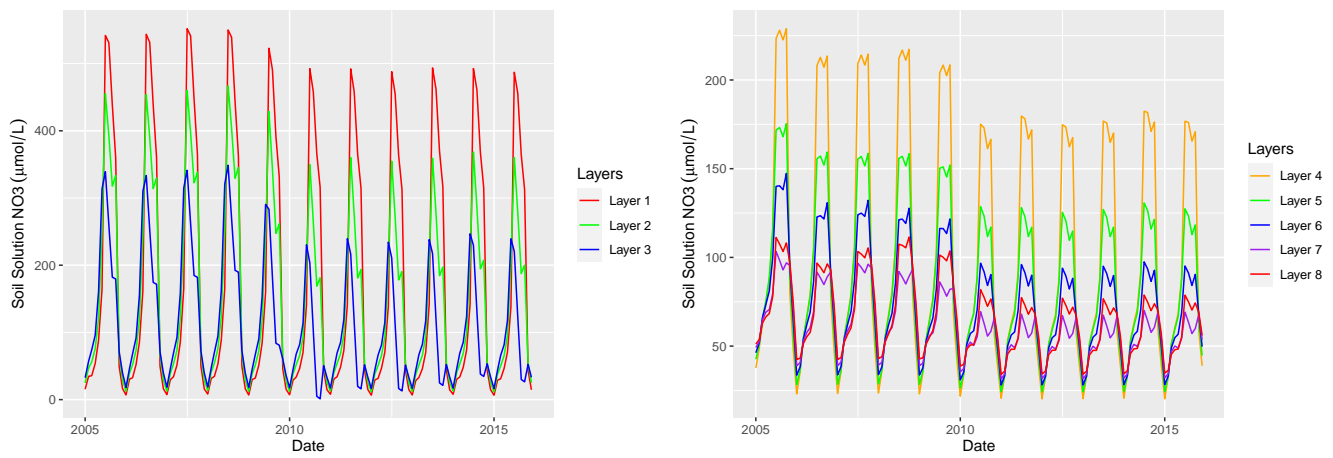 Soil Solution NO3 (μmol/L)
400
200
0
2005
2010
2015
Date
Layers
Layer 1
Layer 2
Layer 3
Soil Solution NO3 (μmol/L)
200
150
100
50
2005
2010
2015
Date
Layers
Layer 4
Layer 5
Layer 6
Layer 7
Layer 8